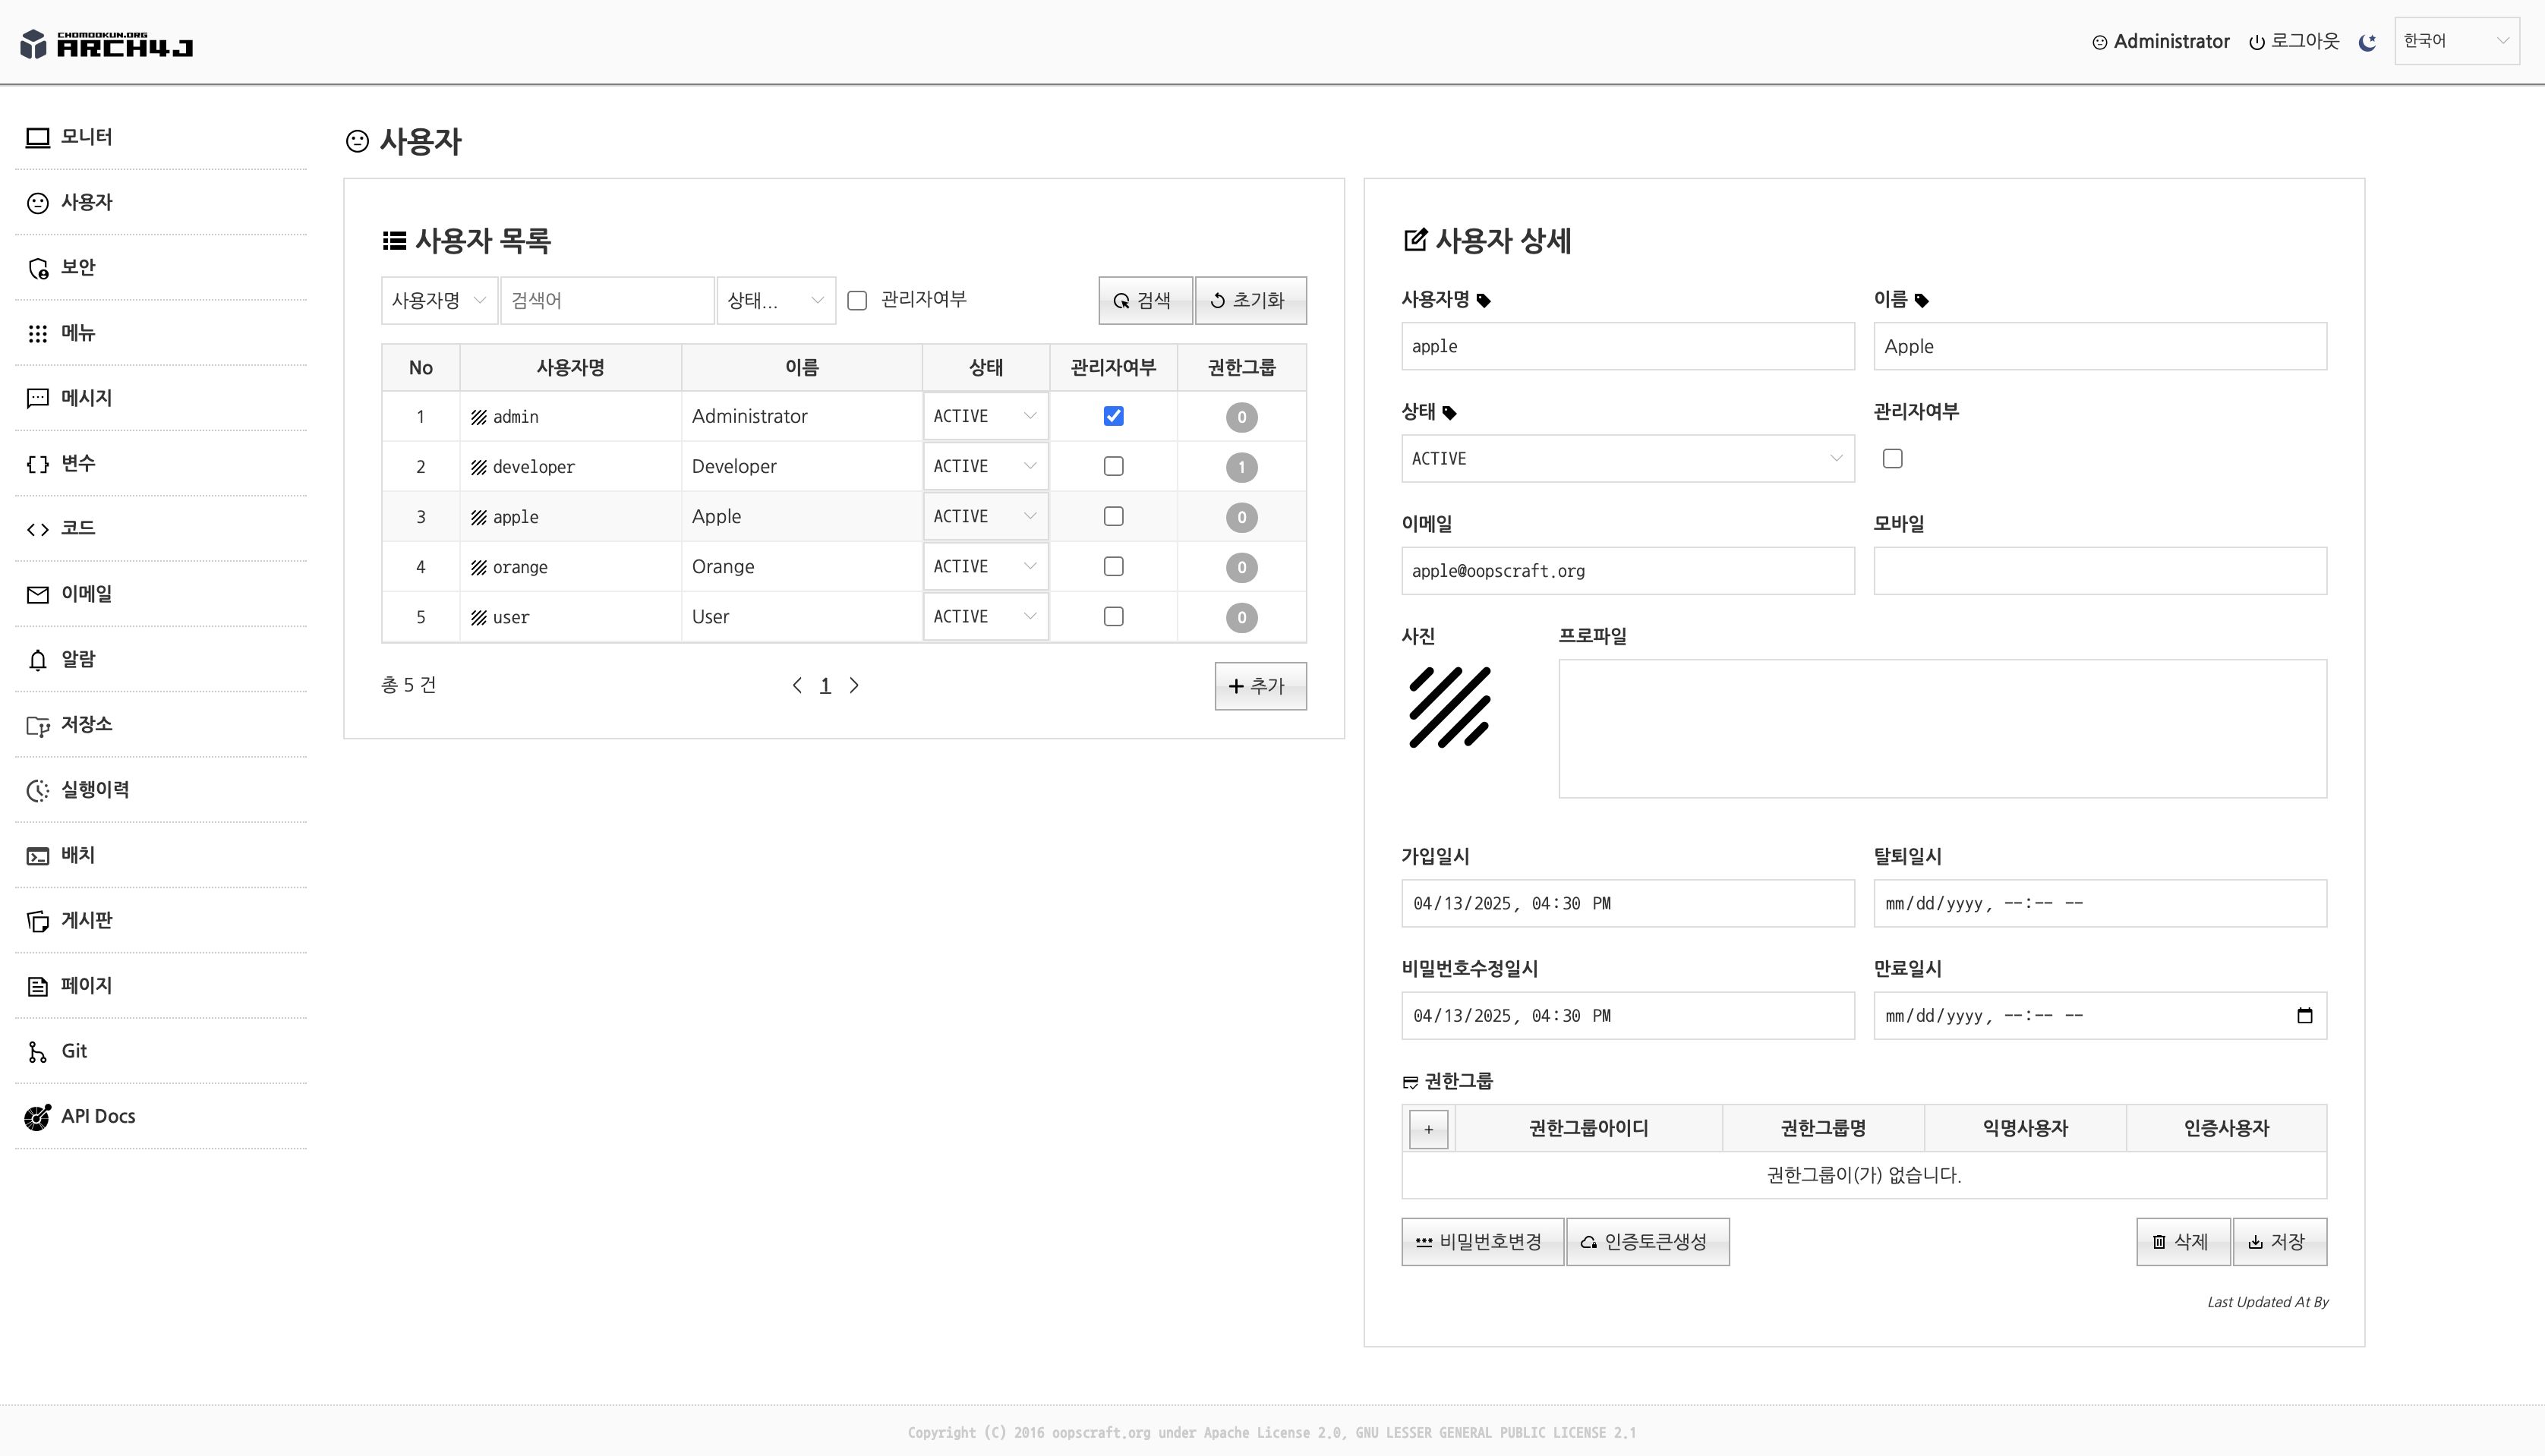 CHOMOOKUN.ORG
ARCH4J
Administrator 로그아웃 한국어
모니터
사용자
보안
메뉴
메시지
변수
코드
이메일
알람
저장소
실행이력
배치
게시판
페이지
Git
API Docs
사용자
사용자 목록
사용자명 검색어 상태... 관리자여부 검색 초기화
No 사용자명 이름 상태 관리자여부 권한그룹
1 admin Administrator ACTIVE 0
2 developer Developer ACTIVE 1
3 apple Apple ACTIVE 0
4 orange Orange ACTIVE 0
5 user User ACTIVE 0
총 5 건 < 1 > + 추가
사용자 상세
사용자명 이름
apple Apple
상태 관리자여부
ACTIVE
이메일 모바일
apple@oopscraft.org
사진 프로파일
가입일시 탈퇴일시
04/13/2025, 04:30 PM mm/dd/yyyy, --:-- --
비밀번호수정일시 만료일시
04/13/2025, 04:30 PM mm/dd/yyyy, --:-- --
권한그룹
+ 권한그룹아이디 권한그룹명 익명사용자 인증사용자
권한그룹이(가) 없습니다.
비밀번호변경 인증토큰생성 삭제 저장
Last Updated At By
Copyright (C) 2016 oopscraft.org under Apache License 2.0, GNU LESSER GENERAL PUBLIC LICENSE 2.1